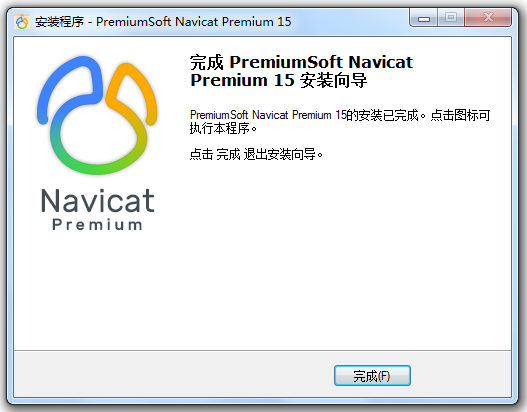 安装程序 - PremiumSoft Navicat Premium 15
完成 PremiumSoft Navicat
Premium 15 安装向导
PremiumSoft Navicat Premium 15的安装已完成。点击图标可
执行本程序。
点击 完成 退出安装向导。
Navicat
Premium
完成(F)